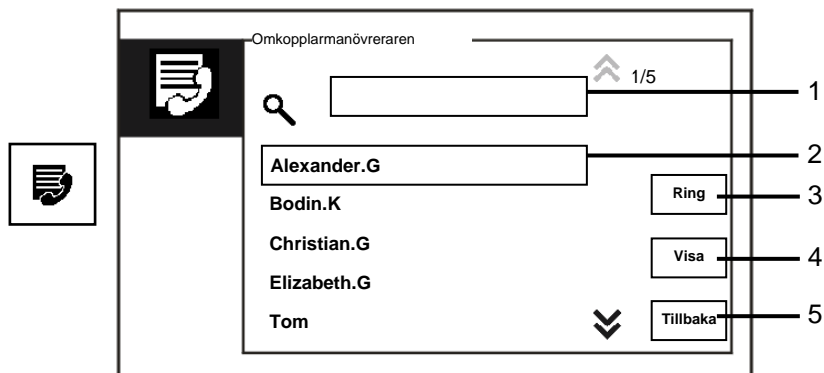 Omkopplarmanövreraren
1/5
1
Alexander.G
2
Bodin.K
Ring
3
Christian.G
Visa
4
Elizabeth.G
Tom
Tillbaka
5